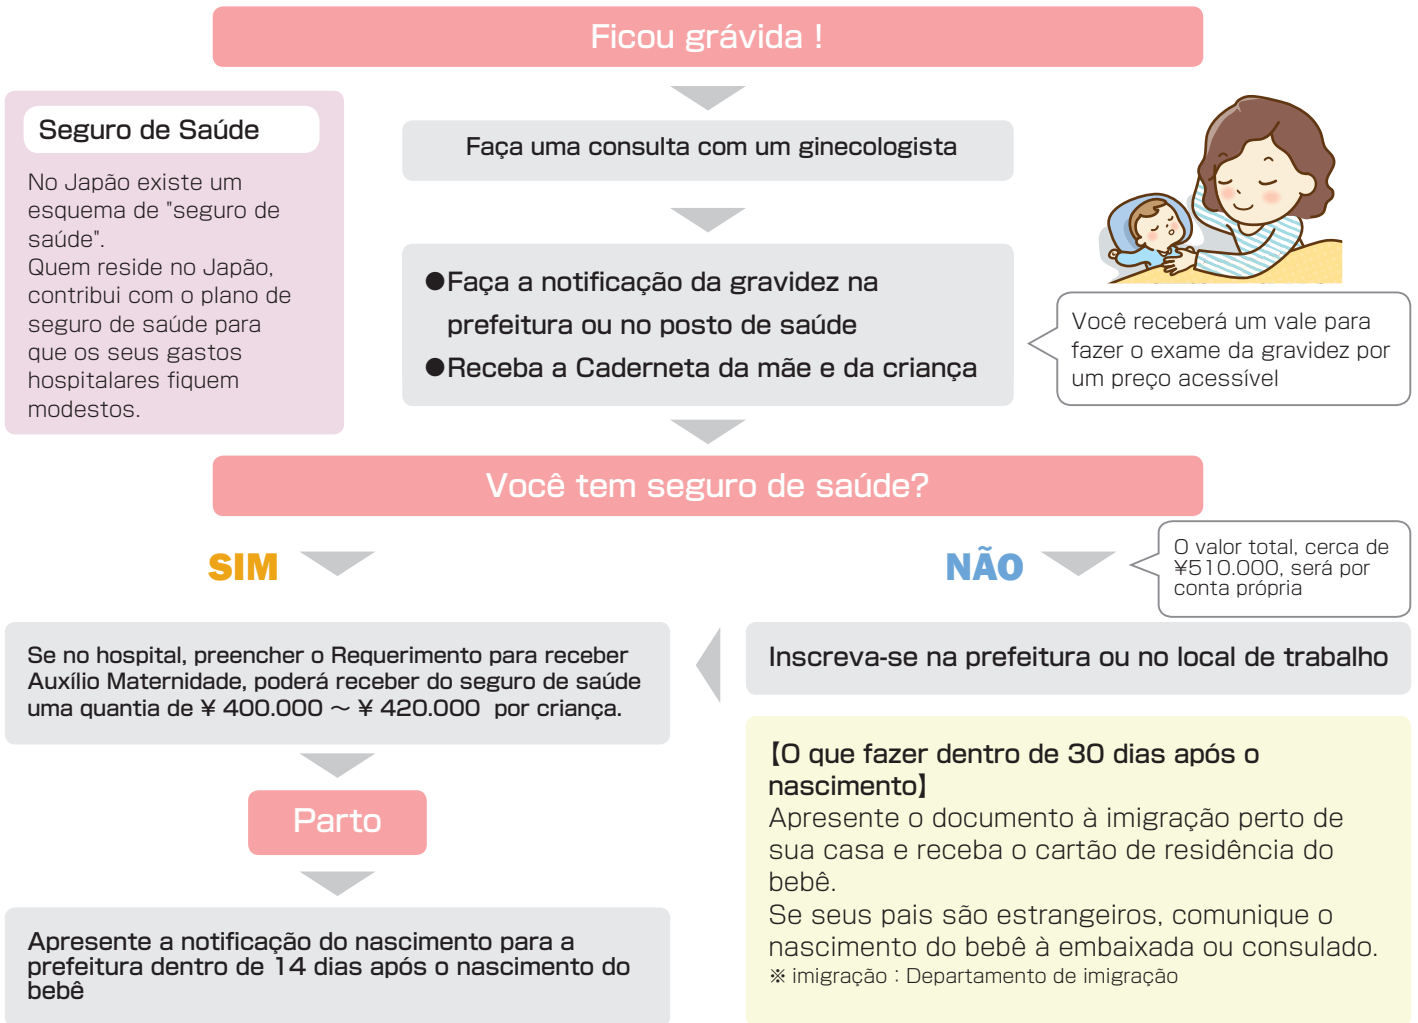 Ficou grávida !
Seguro de Saúde
No Japão existe um
esquema de "seguro de
saúde".
Quem reside no Japão,
contribui com o plano de
seguro de saúde para
que os seus gastos
hospitalares fiquem
modestos.
Faça uma consulta com um ginecologista
●Faça a notificação da gravidez na
prefeitura ou no posto de saúde
●Receba a Caderneta da mãe e da criança
Você receberá um vale para
fazer o exame da gravidez por
um preço acessível
Você tem seguro de saúde?
SIM
NÃO
O valor total, cerca de
¥510.000, será por
conta própria
Se no hospital, preencher o Requerimento para receber
Auxílio Maternidade, poderá receber do seguro de saúde
uma quantia de ¥ 400.000 ～ ¥ 420.000 por criança.
Inscreva-se na prefeitura ou no local de trabalho
Parto
Apresente a notificação do nascimento para a
prefeitura dentro de 14 dias após o nascimento do
bebê
【O que fazer dentro de 30 dias após o
nascimento】
Apresente o documento à imigração perto de
sua casa e receba o cartão de residência do
bebê.
Se seus pais são estrangeiros, comunique o
nascimento do bebê à embaixada ou consulado.
※ imigração : Departamento de imigração